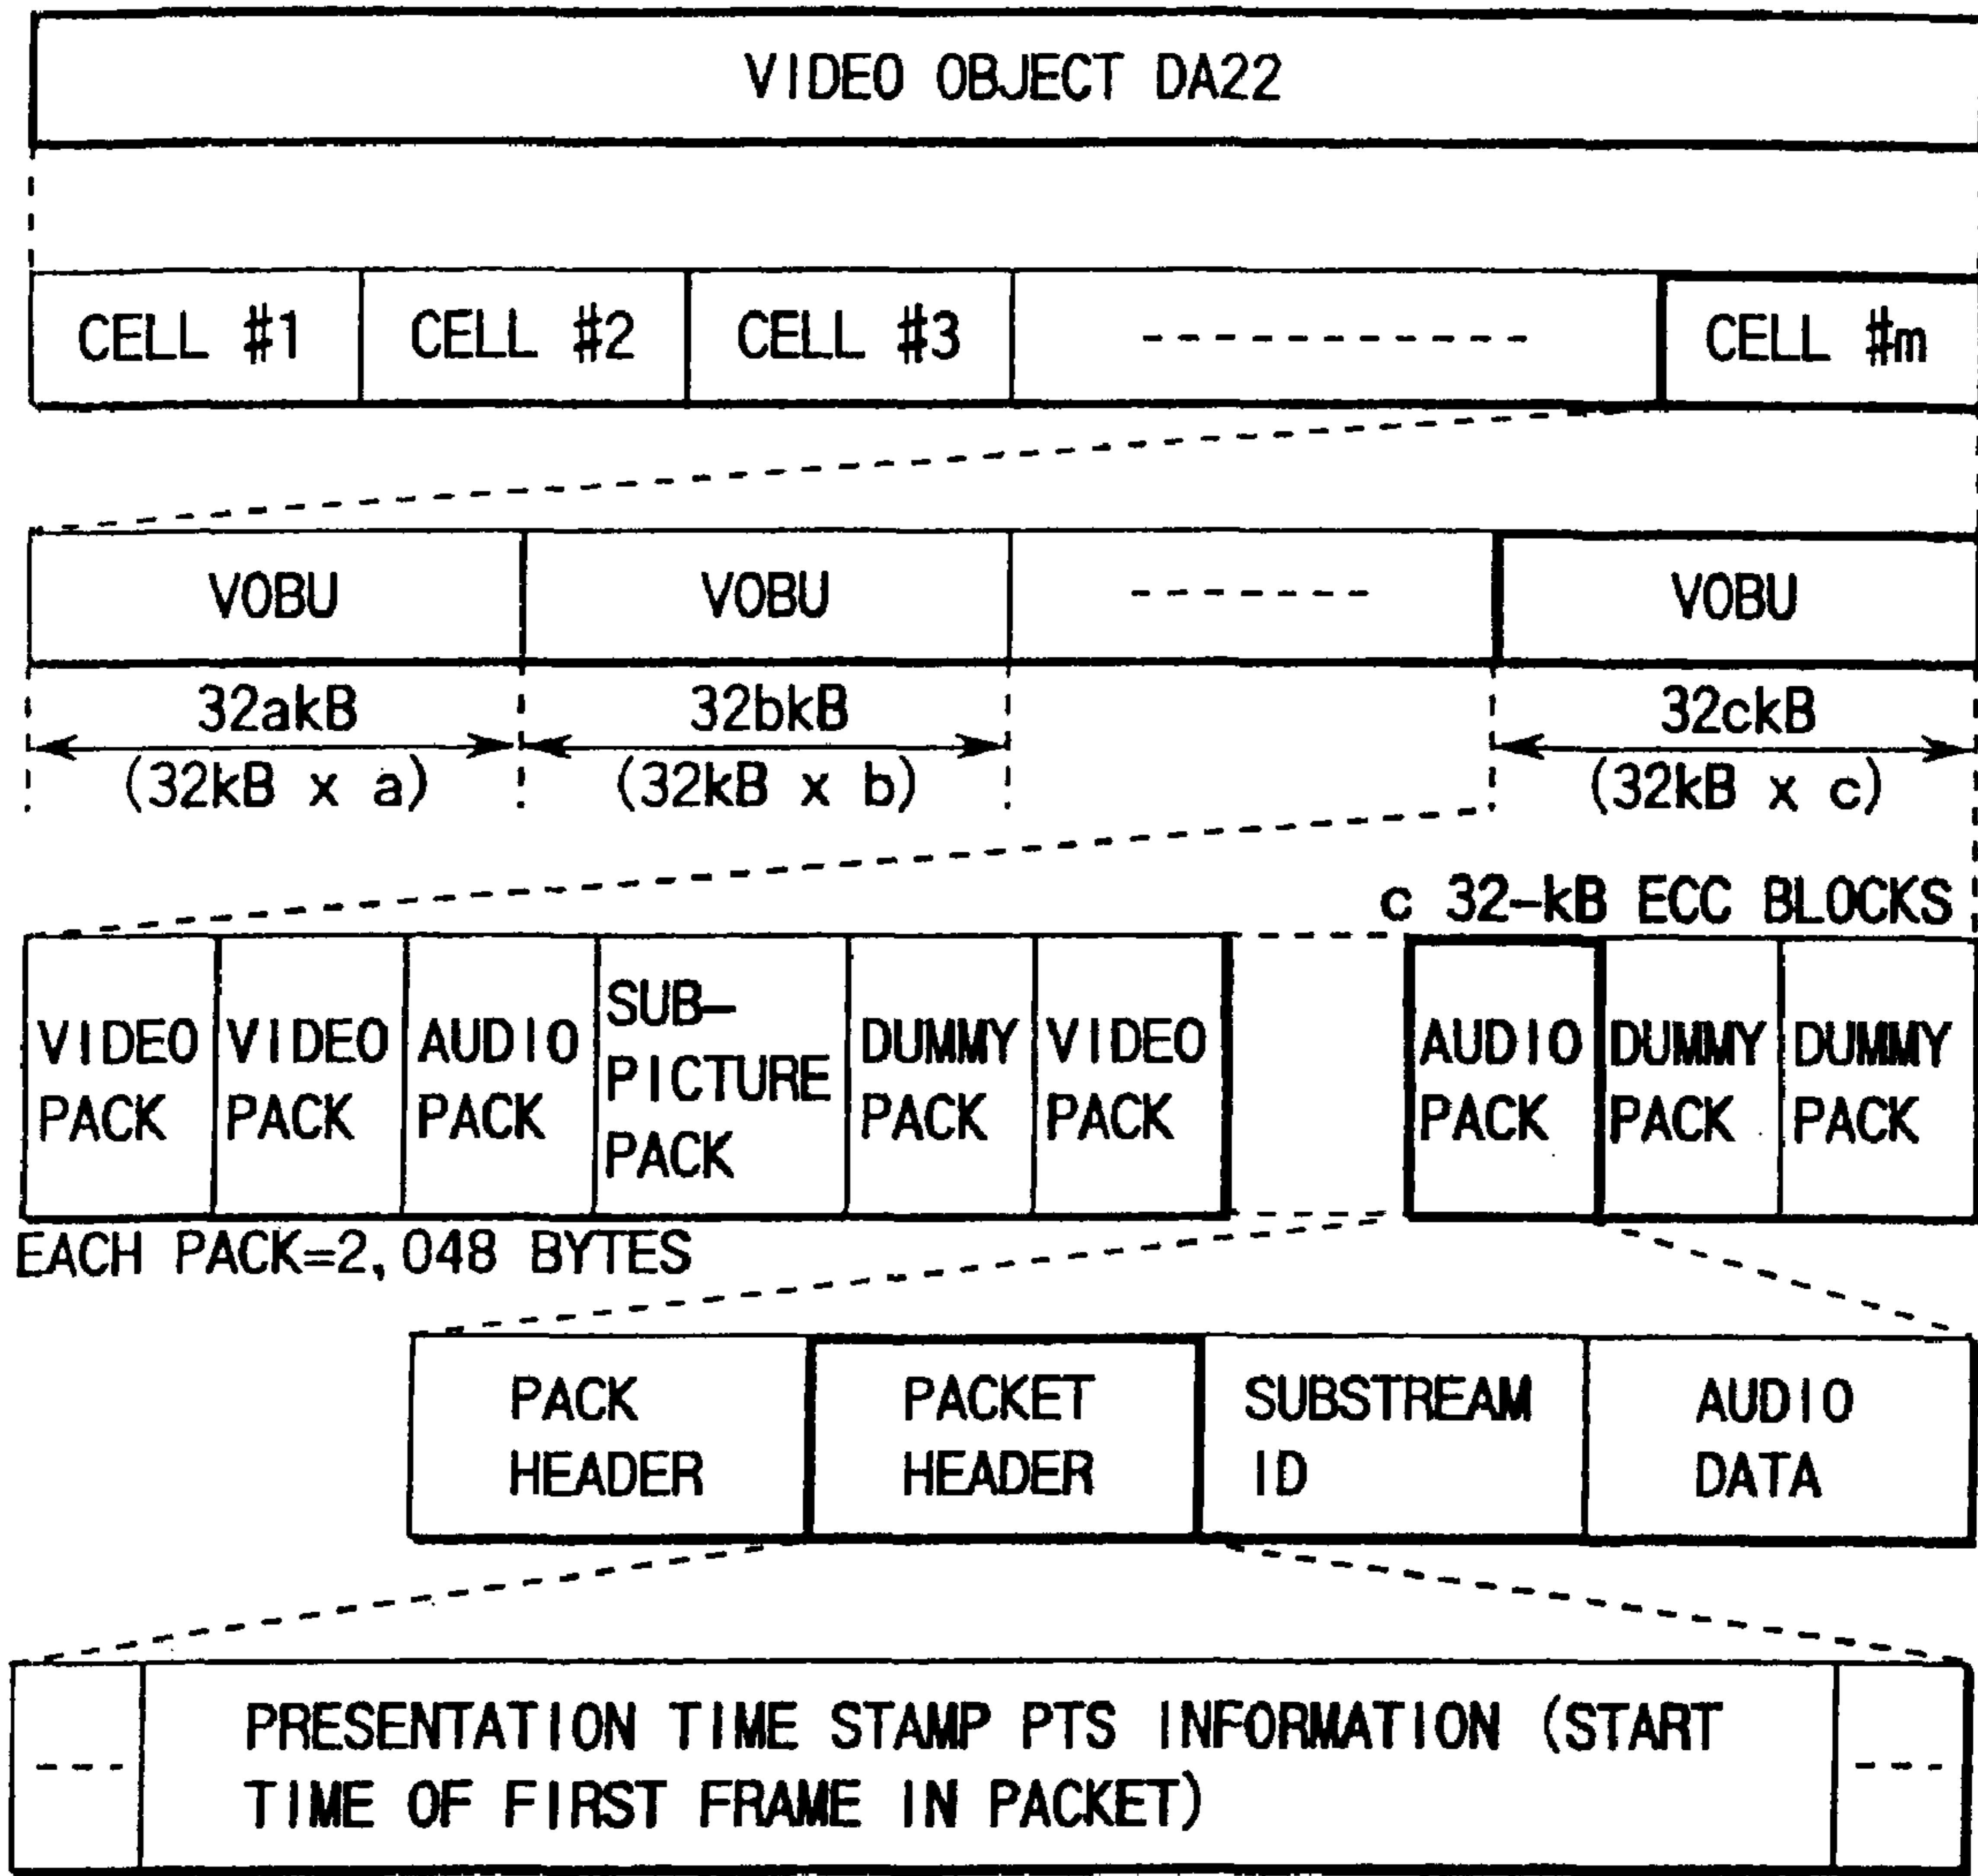 VIDEO OBJECT DA22
CELL #1 CELL #2 CELL #3 ------------ CELL #m
VOBU VOBU ------- VOBU
32akB 32bkB 32ckB
(32kB x a) (32kB x b) (32kB x c)
c 32-kB ECC BLOCKS
VIDEO PACK
VIDEO PACK
AUDIO PACK
SUB-
PICTURE
PACK
DUMMY PACK
VIDEO PACK
AUDIO PACK
DUMMY PACK
DUMMY PACK
EACH PACK=2,048 BYTES
PACK HEADER
PACKET HEADER
SUBSTREAM ID
AUDIO DATA
--- PRESENTATION TIME STAMP PTS INFORMATION (START
TIME OF FIRST FRAME IN PACKET) ---